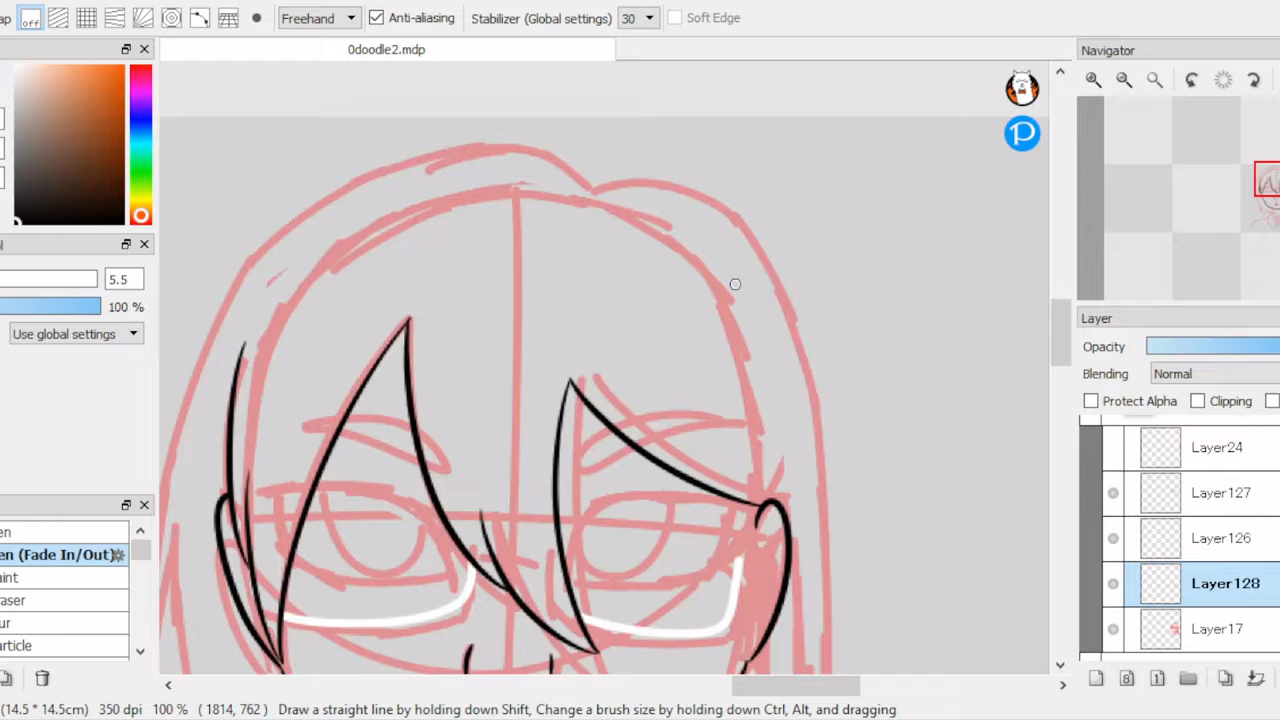 ap off Freehand Anti-aliasing Stabilizer (Global settings) 30 Soft Edge
0doodle2.mdp
Navigator
5.5
100 %
Use global settings
Layer
Opacity
Blending Normal
Protect Alpha Clipping
Layer24
Layer127
Layer126
Layer128
Layer17
en
en (Fade In/Out)
aint
raser
ur
article
(14.5 * 14.5cm) 350 dpi 100 % ( 1814, 762 ) Draw a straight line by holding down Shift, Change a brush size by holding down Ctrl, Alt, and dragging